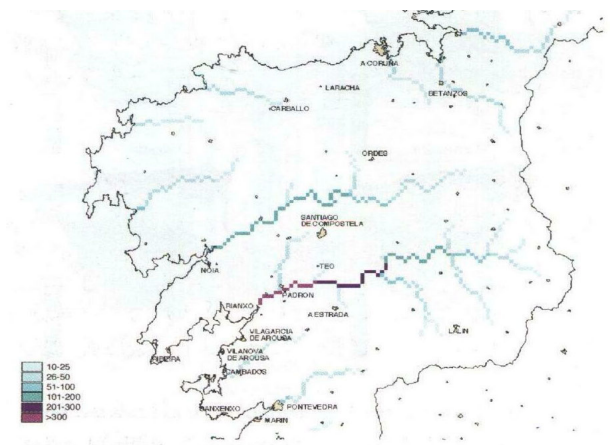 A CORUÑA
LARACHA
BETANZOS
CARBALLO
ORDES
SANTIAGO
DE COMPOSTELA
NOIA
TEO
PADRON
RIANXO
A ESTRADA
VILAGARCIA
DE AROUSA
LALIN
RIBEIRA
VILANOVA
DE AROUSA
CAMBADOS
SANXENXO
PONTEVEDRA
MARIN
10-25
26-50
51-100
101-200
201-300
>300